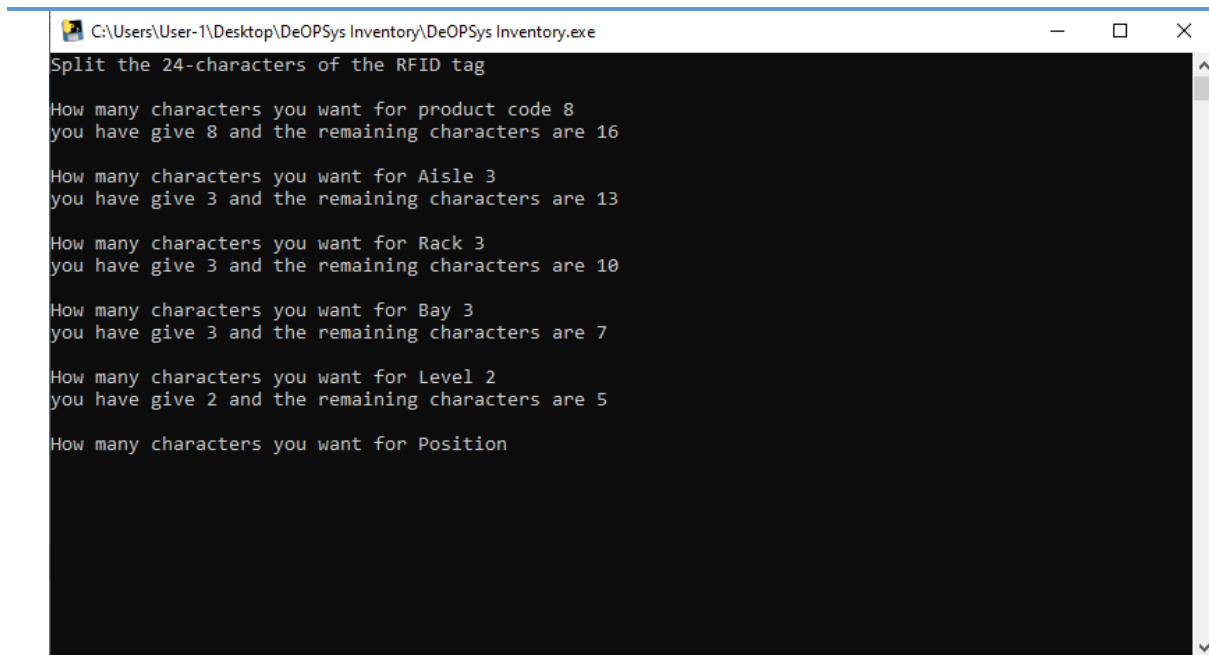 C:\Users\User-1\Desktop\DeOPSys Inventory\DeOPSys Inventory.exe
Split the 24-characters of the RFID tag
How many characters you want for product code 8
you have give 8 and the remaining characters are 16
How many characters you want for Aisle 3
you have give 3 and the remaining characters are 13
How many characters you want for Rack 3
you have give 3 and the remaining characters are 10
How many characters you want for Bay 3
you have give 3 and the remaining characters are 7
How many characters you want for Level 2
you have give 2 and the remaining characters are 5
How many characters you want for Position